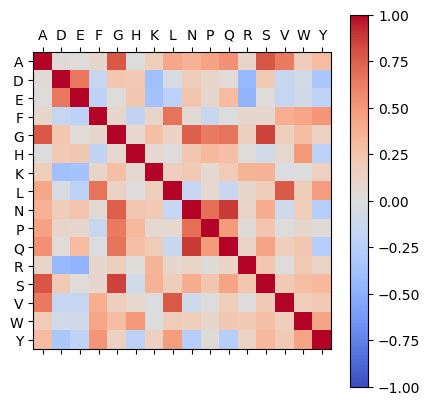 A D E F G H K L N P Q R S V W Y
A
D
E
F
G
H
K
L
N
P
Q
R
S
V
W
Y
1.00
0.75
0.50
0.25
0.00
−0.25
−0.50
−0.75
−1.00